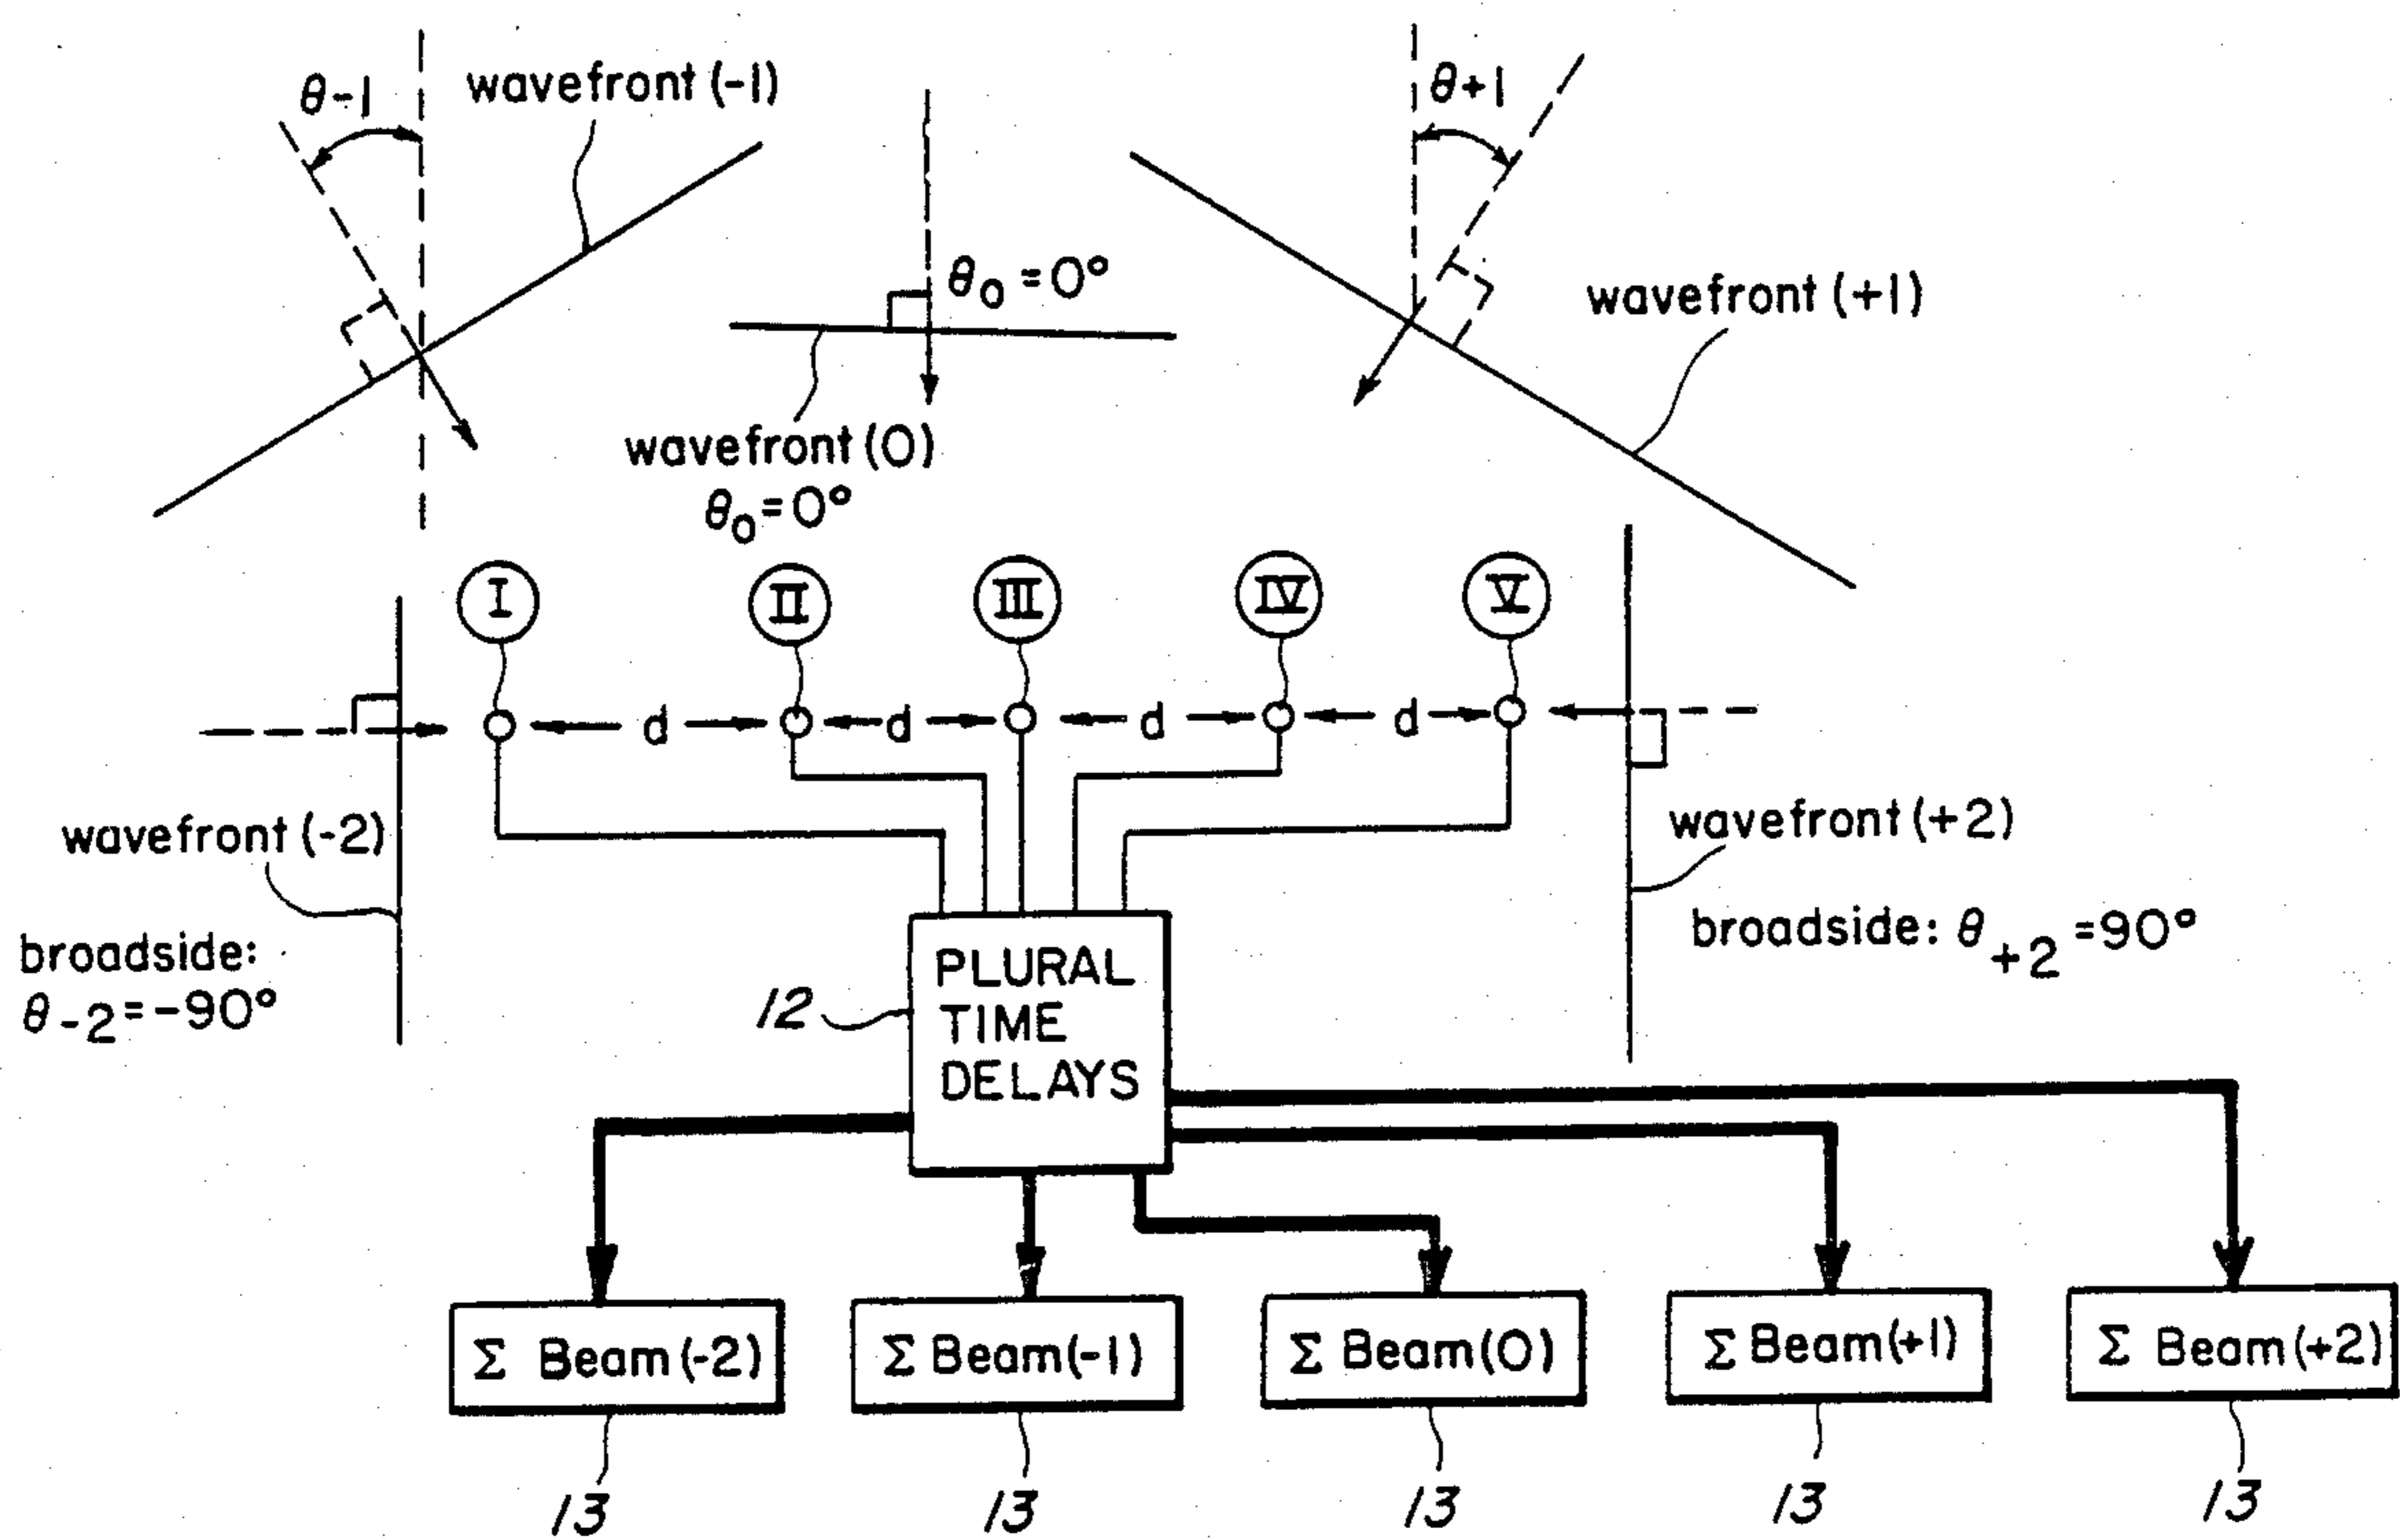 θ-1
wavefront (-1)
θ+1
θ0 = 0°
wavefront (+1)
wavefront (0)
θ0 = 0°
I
II
III
IV
V
d
d
d
d
wavefront (-2)
wavefront (+2)
broadside:
θ-2 = -90°
broadside: θ+2 = 90°
PLURAL
TIME
DELAYS
12
Σ Beam (-2)
Σ Beam (-1)
Σ Beam (0)
Σ Beam (+1)
Σ Beam (+2)
13
13
13
13
13